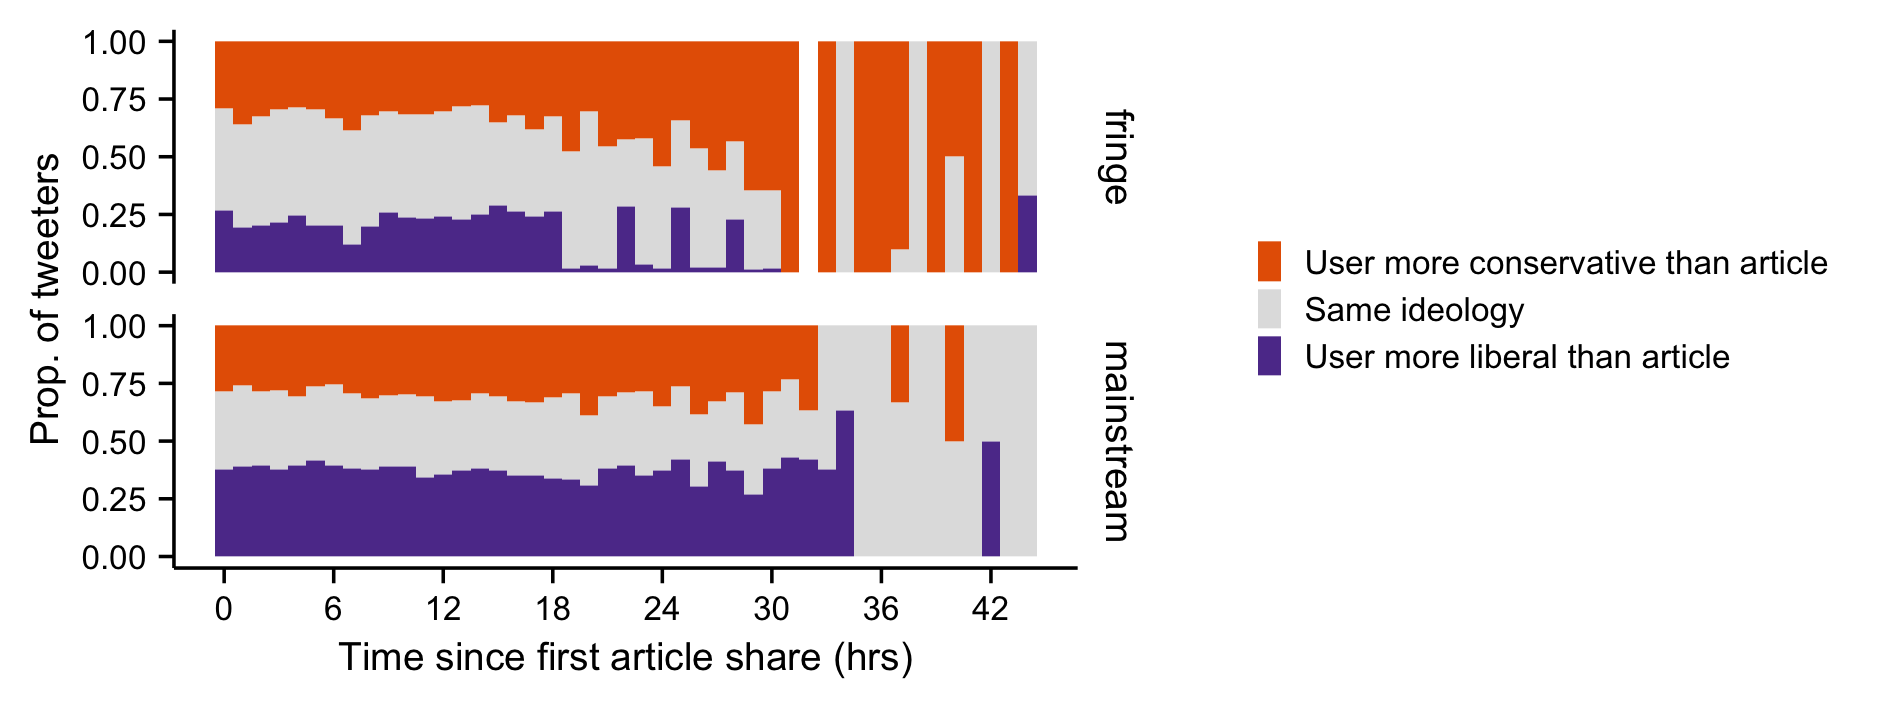 Prop. of tweeters
1.00
0.75
0.50
0.25
0.00
fringe
1.00
0.75
0.50
0.25
0.00
mainstream
0 6 12 18 24 30 36 42
Time since first article share (hrs)
User more conservative than article
Same ideology
User more liberal than article